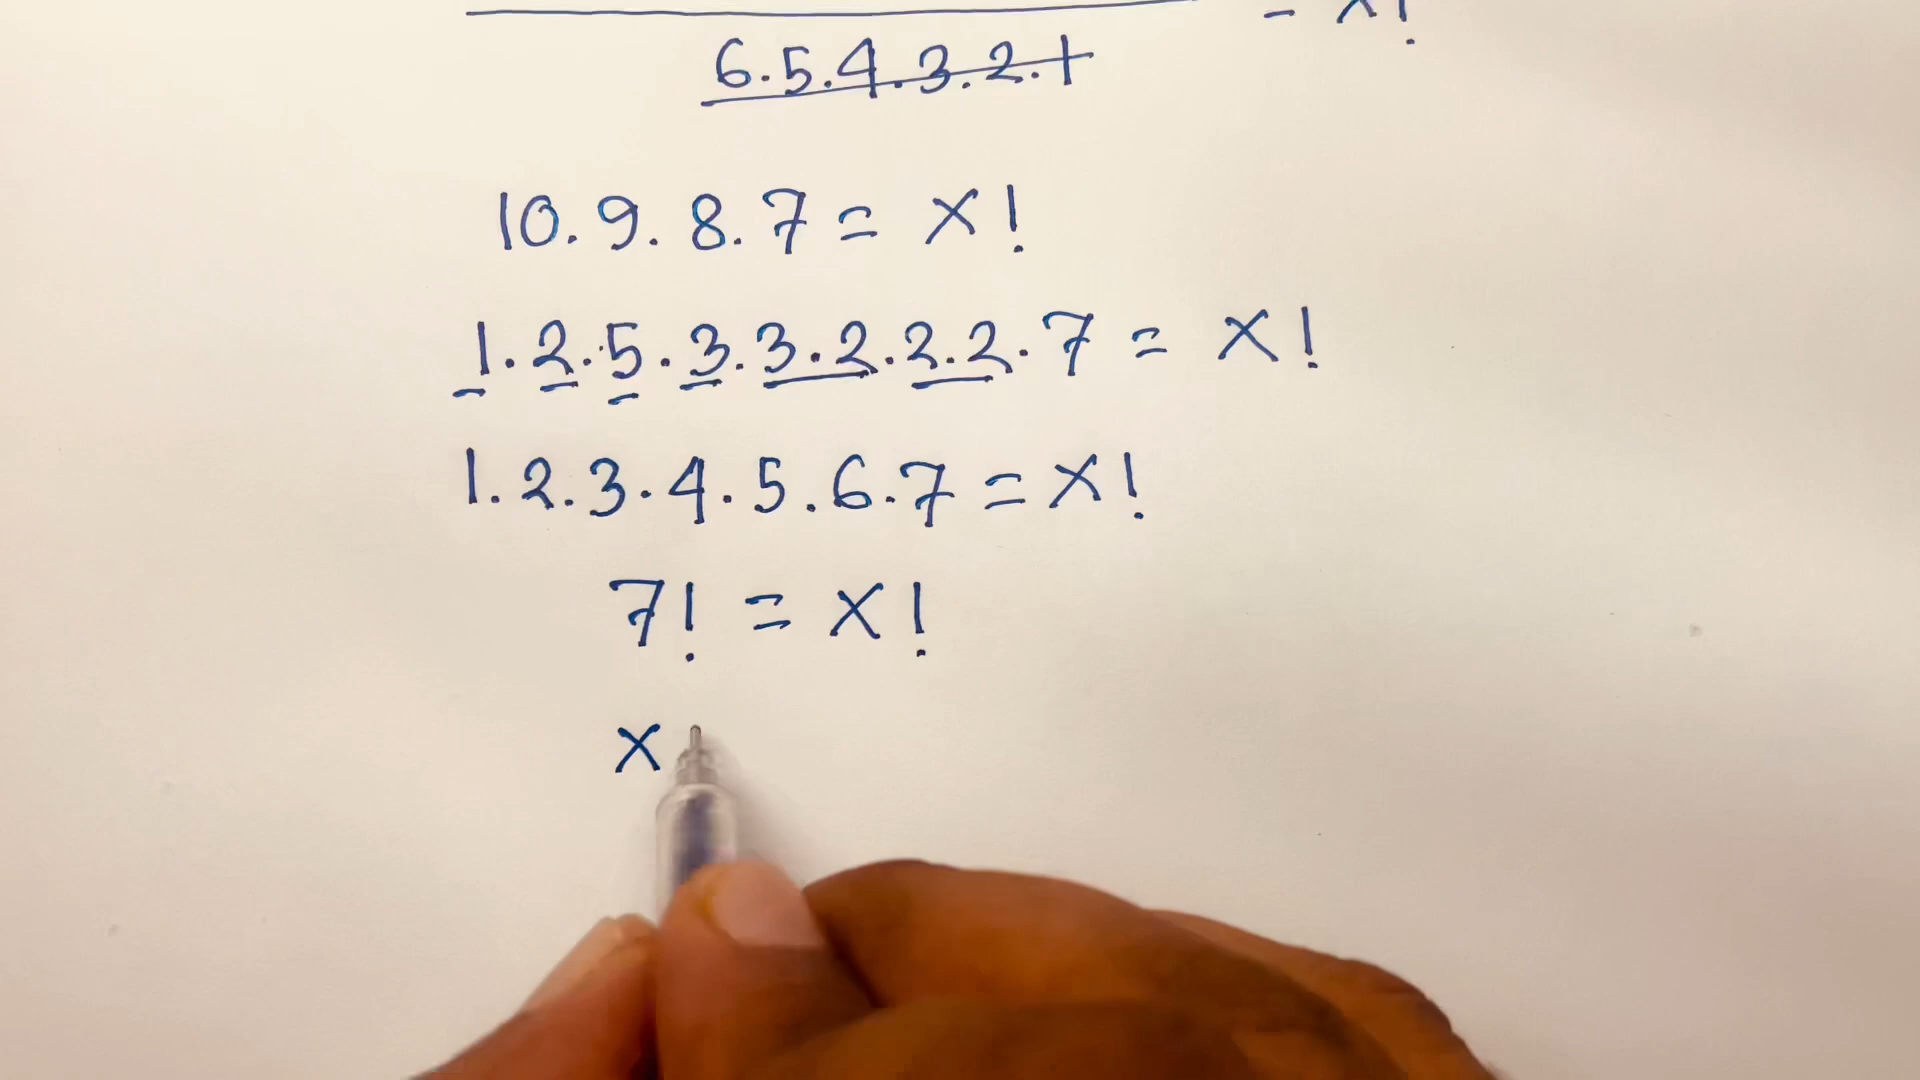 - x!
6.5.4.3.2.1
10.9.8.7 = x!
1.2.5.3.3.2.2.2.7 = x!
1.2.3.4.5.6.7 = x!
7! = x!
x